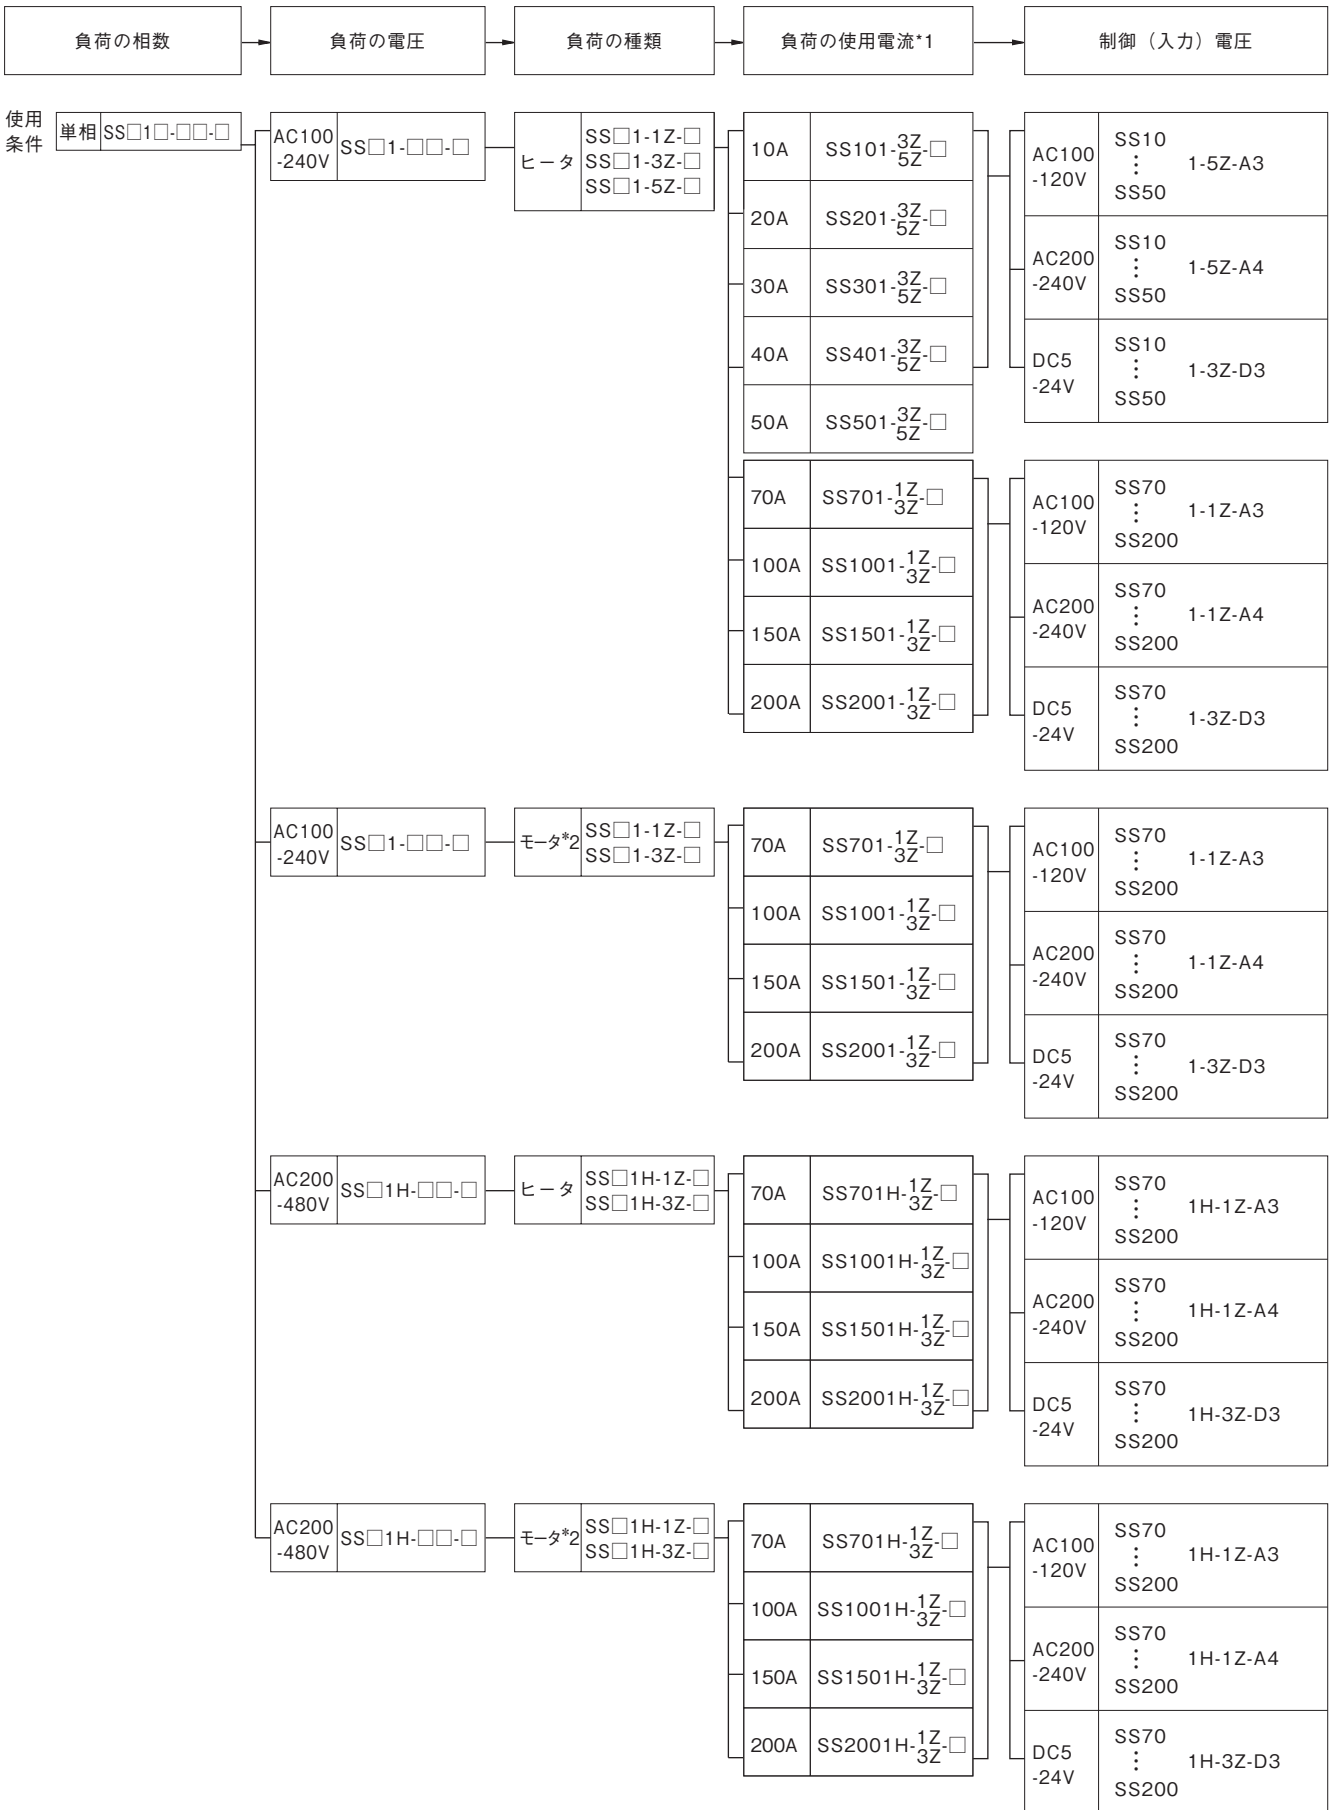 負荷の相数
負荷の電圧
負荷の種類
負荷の使用電流*1
制御（入力）電圧
使用
条件
単相 SS□1□-□□-□
AC100
-240V
SS□1-□□-□
ヒータ
SS□1-1Z-□
SS□1-3Z-□
SS□1-5Z-□
10A SS101-3Z/5Z-□
20A SS201-3Z/5Z-□
30A SS301-3Z/5Z-□
40A SS401-3Z/5Z-□
50A SS501-3Z/5Z-□
AC100
-120V
SS10
⋮
SS50
1-5Z-A3
AC200
-240V
SS10
⋮
SS50
1-5Z-A4
DC5
-24V
SS10
⋮
SS50
1-3Z-D3
70A SS701-1Z/3Z-□
100A SS1001-1Z/3Z-□
150A SS1501-1Z/3Z-□
200A SS2001-1Z/3Z-□
AC100
-120V
SS70
⋮
SS200
1-1Z-A3
AC200
-240V
SS70
⋮
SS200
1-1Z-A4
DC5
-24V
SS70
⋮
SS200
1-3Z-D3
AC100
-240V
SS□1-□□-□
モータ*2
SS□1-1Z-□
SS□1-3Z-□
70A SS701-1Z/3Z-□
100A SS1001-1Z/3Z-□
150A SS1501-1Z/3Z-□
200A SS2001-1Z/3Z-□
AC100
-120V
SS70
⋮
SS200
1-1Z-A3
AC200
-240V
SS70
⋮
SS200
1-1Z-A4
DC5
-24V
SS70
⋮
SS200
1-3Z-D3
AC200
-480V
SS□1H-□□-□
ヒータ
SS□1H-1Z-□
SS□1H-3Z-□
70A SS701H-1Z/3Z-□
100A SS1001H-1Z/3Z-□
150A SS1501H-1Z/3Z-□
200A SS2001H-1Z/3Z-□
AC100
-120V
SS70
⋮
SS200
1H-1Z-A3
AC200
-240V
SS70
⋮
SS200
1H-1Z-A4
DC5
-24V
SS70
⋮
SS200
1H-3Z-D3
AC200
-480V
SS□1H-□□-□
モータ*2
SS□1H-1Z-□
SS□1H-3Z-□
70A SS701H-1Z/3Z-□
100A SS1001H-1Z/3Z-□
150A SS1501H-1Z/3Z-□
200A SS2001H-1Z/3Z-□
AC100
-120V
SS70
⋮
SS200
1H-1Z-A3
AC200
-240V
SS70
⋮
SS200
1H-1Z-A4
DC5
-24V
SS70
⋮
SS200
1H-3Z-D3